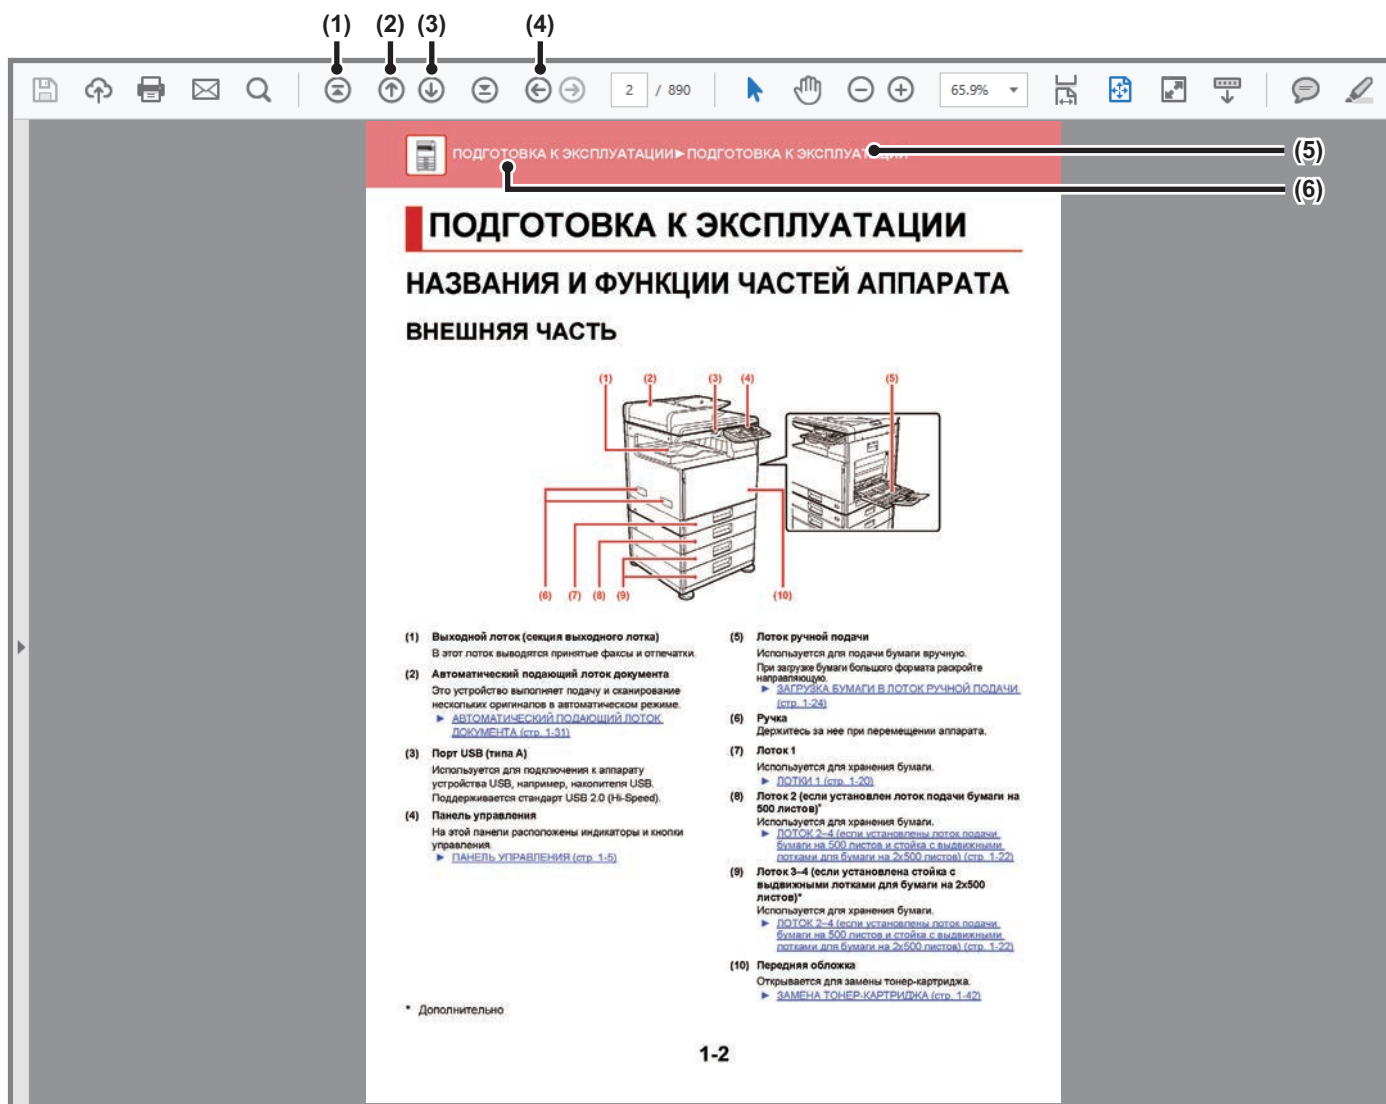 (1) (2) (3) (4)
2 / 890 65.9%
ПОДГОТОВКА К ЭКСПЛУАТАЦИИ►ПОДГОТОВКА К
(5)
(6)
ПОДГОТОВКА К ЭКСПЛУАТАЦИИ
НАЗВАНИЯ И ФУНКЦИИ ЧАСТЕЙ АППАРАТА
ВНЕШНЯЯ ЧАСТЬ
(1) (2) (3) (4) (5)
(6) (7) (8) (9) (10)
(1) Выходной лоток (секция выходного лотка)
В этот лоток выводятся принятые факсы и отпечатки.
(2) Автоматический подающий лоток документа
Это устройство выполняет подачу и сканирование
нескольких оригиналов в автоматическом режиме.
► АВТОМАТИЧЕСКИЙ ПОДАЮЩИЙ ЛОТОК
ДОКУМЕНТА (стр. 1-31)
(3) Порт USB (типа A)
Используется для подключения к аппарату
устройства USB, например, накопителя USB.
Поддерживается стандарт USB 2.0 (Hi-Speed).
(4) Панель управления
На этой панели расположены индикаторы и кнопки
управления.
► ПАНЕЛЬ УПРАВЛЕНИЯ (стр. 1-5)
(5) Лоток ручной подачи
Используется для подачи бумаги вручную.
При загрузке бумаги большого формата раскройте
направляющую.
► ЗАГРУЗКА БУМАГИ В ЛОТОК РУЧНОЙ ПОДАЧИ
(стр. 1-24)
(6) Ручка
Держитесь за нее при перемещении аппарата.
(7) Лоток 1
Используется для хранения бумаги.
► ЛОТКИ 1 (стр. 1-20)
(8) Лоток 2 (если установлен лоток подачи бумаги на
500 листов)*
Используется для хранения бумаги.
► ЛОТОК 2–4 (если установлены лоток подачи
бумаги на 500 листов и стойка с выдвижными
лотками для бумаги на 2x500 листов) (стр. 1-22)
(9) Лоток 3–4 (если установлена стойка с
выдвижными лотками для бумаги на 2x500
листов)*
Используется для хранения бумаги.
► ЛОТОК 2–4 (если установлены лоток подачи
бумаги на 500 листов и стойка с выдвижными
лотками для бумаги на 2x500 листов) (стр. 1-22)
(10) Передняя обложка
Открывается для замены тонер-картриджа.
► ЗАМЕНА ТОНЕР-КАРТРИДЖА (стр. 1-42)
* Дополнительно
1-2